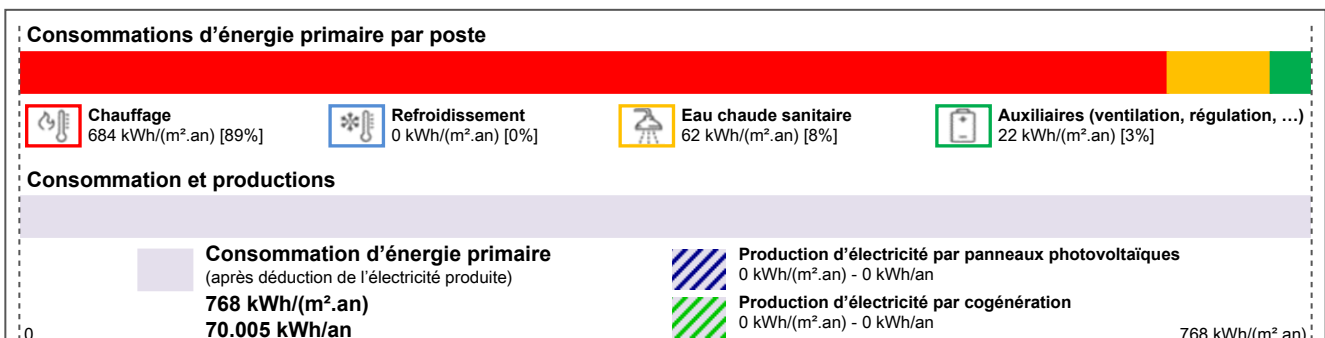 Consommations d'énergie primaire par poste
Chauffage
684 kWh/(m².an) [89%]
Refroidissement
0 kWh/(m².an) [0%]
Eau chaude sanitaire
62 kWh/(m².an) [8%]
Auxiliaires (ventilation, régulation, …)
22 kWh/(m².an) [3%]
Consommation et productions
Consommation d'énergie primaire
(après déduction de l'électricité produite)
768 kWh/(m².an)
70.005 kWh/an
Production d'électricité par panneaux photovoltaïques
0 kWh/(m².an) - 0 kWh/an
Production d'électricité par cogénération
0 kWh/(m².an) - 0 kWh/an
0
768 kWh/(m².an)